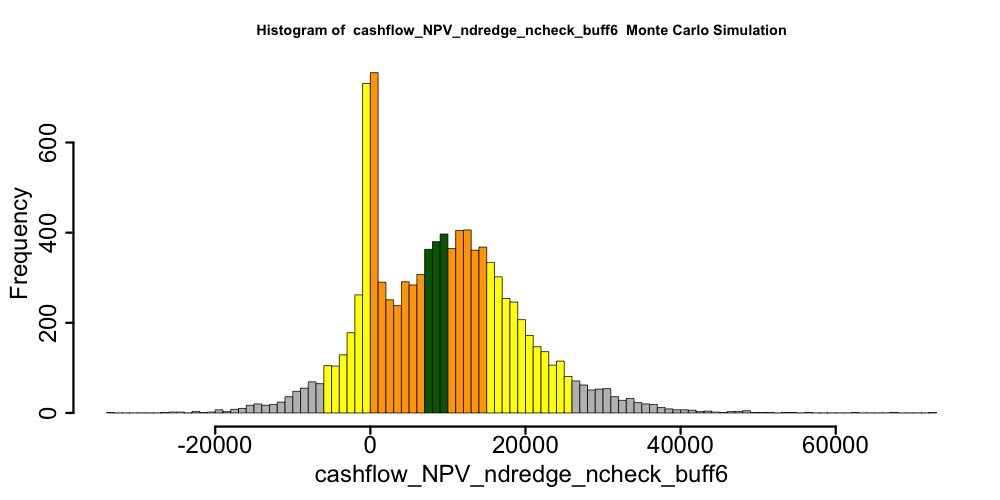 Histogram of  cashflow_NPV_ndredge_ncheck_buff6  Monte Carlo Simulation
Frequency
600
400
200
0
-20000 0 20000 40000 60000
cashflow_NPV_ndredge_ncheck_buff6